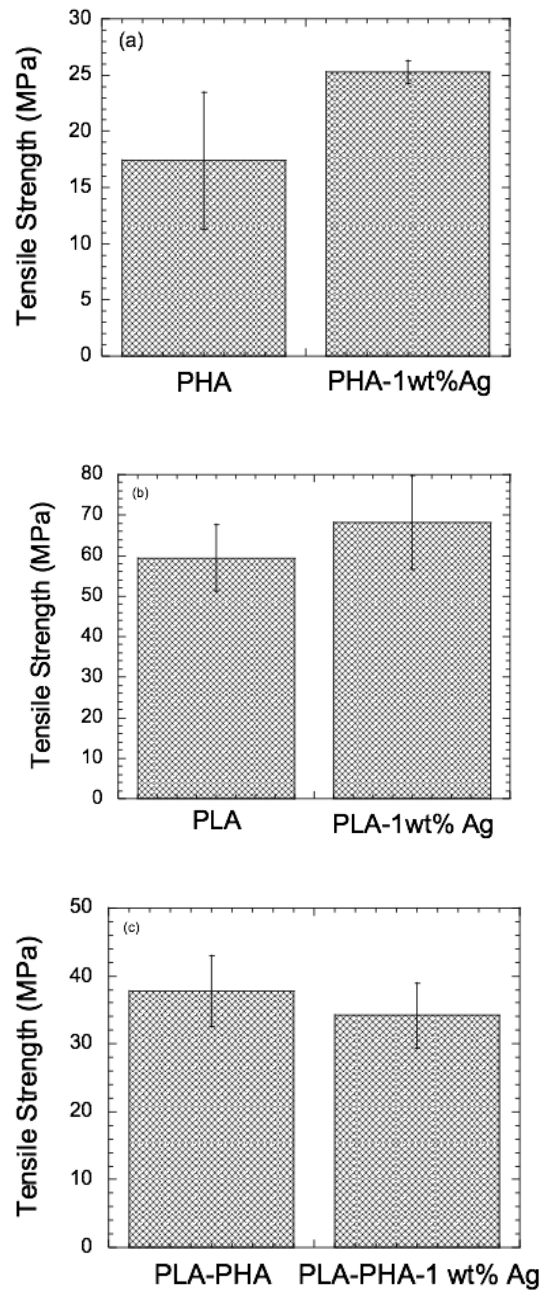 (a)
Tensile Strength (MPa)
30
25
20
15
10
5
0
PHA PHA-1wt%Ag
(b)
Tensile Strength (MPa)
80
70
60
50
40
30
20
10
0
PLA PLA-1wt% Ag
(c)
Tensile Strength (MPa)
50
40
30
20
10
0
PLA-PHA PLA-PHA-1 wt% Ag